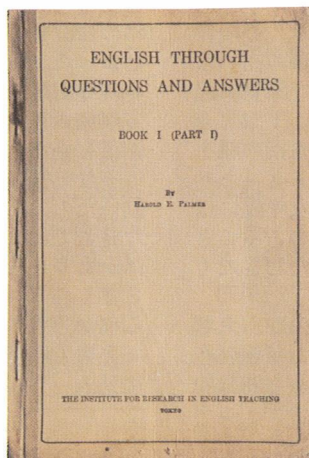 ENGLISH THROUGH
QUESTIONS AND ANSWERS
BOOK I (PART I)
BY
HAROLD E. PALMER
THE INSTITUTE FOR RESEARCH IN ENGLISH TEACHING
TOKYO